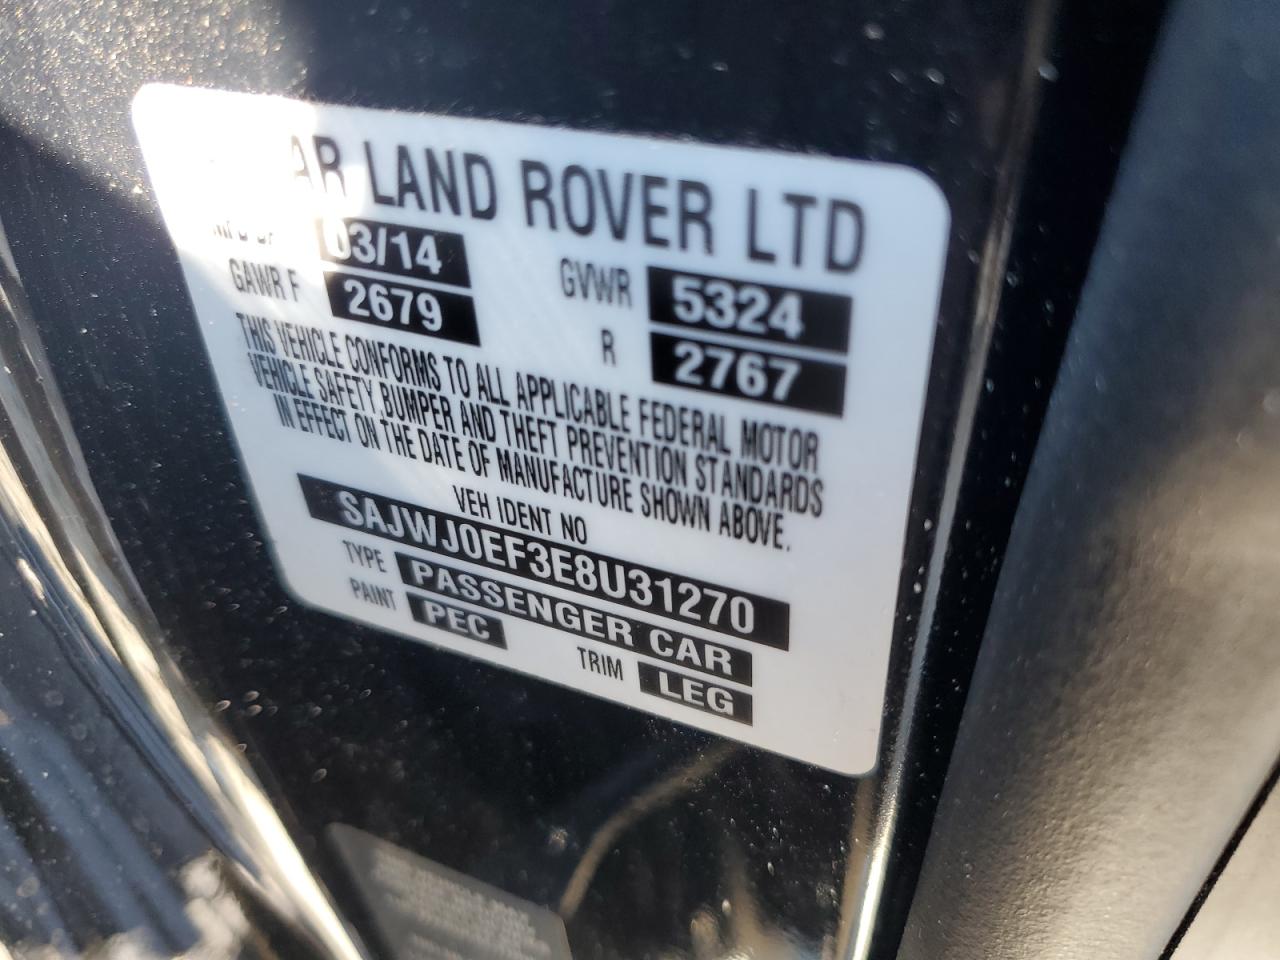 LAND ROVER LTD
03/14 GVWR 5324
GAWR F 2679 R 2767
THIS VEHICLE CONFORMS TO ALL APPLICABLE FEDERAL MOTOR
VEHICLE SAFETY, BUMPER AND THEFT PREVENTION STANDARDS
IN EFFECT ON THE DATE OF MANUFACTURE SHOWN ABOVE.
VEH IDENT NO
SAJWJ0EF3E8U31270
TYPE PASSENGER CAR
PAINT PEC TRIM LEG